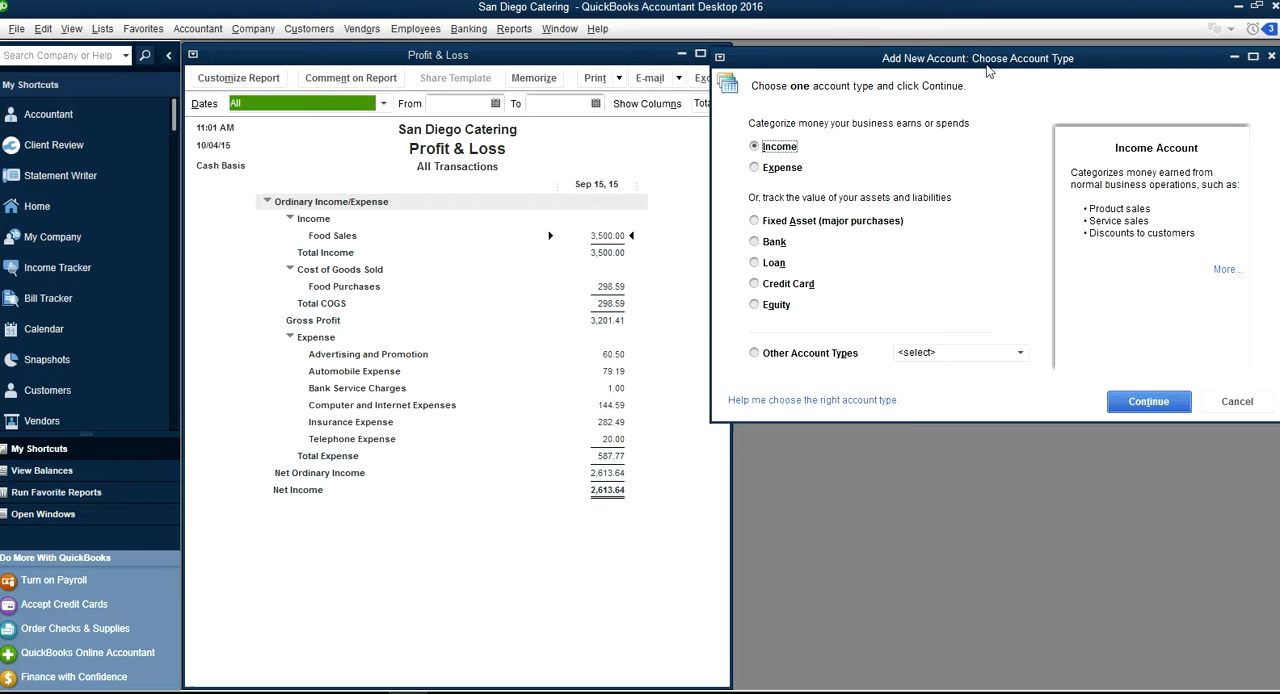 San Diego Catering - QuickBooks Accountant Desktop 2016
File Edit View Lists Favorites Accountant Company Customers Vendors Employees Banking Reports Window Help
3
Search Company or Help
My Shortcuts
Accountant
Client Review
Statement Writer
Home
My Company
Income Tracker
Bill Tracker
Calendar
Snapshots
Customers
Vendors
My Shortcuts
View Balances
Run Favorite Reports
Open Windows
Do More With QuickBooks
Turn on Payroll
Accept Credit Cards
Order Checks & Supplies
QuickBooks Online Accountant
Finance with Confidence
Profit & Loss
Customize Report Comment on Report Share Template Memorize Print E-mail Exc
Dates All From To Show Columns Tota
11:01 AM
10/04/15
Cash Basis
San Diego Catering
Profit & Loss
All Transactions
Sep 15, 15
Ordinary Income/Expense
Income
Food Sales 3,500.00
Total Income 3,500.00
Cost of Goods Sold
Food Purchases 298.59
Total COGS 298.59
Gross Profit 3,201.41
Expense
Advertising and Promotion 60.50
Automobile Expense 79.19
Bank Service Charges 1.00
Computer and Internet Expenses 144.59
Insurance Expense 282.49
Telephone Expense 20.00
Total Expense 587.77
Net Ordinary Income 2,613.64
Net Income 2,613.64
Add New Account: Choose Account Type
Choose one account type and click Continue.
Categorize money your business earns or spends
Income
Expense
Or, track the value of your assets and liabilities
Fixed Asset (major purchases)
Bank
Loan
Credit Card
Equity
Other Account Types <select>
Income Account
Categorizes money earned from
normal business operations, such as:
• Product sales
• Service sales
• Discounts to customers
More...
Help me choose the right account type.
Continue Cancel